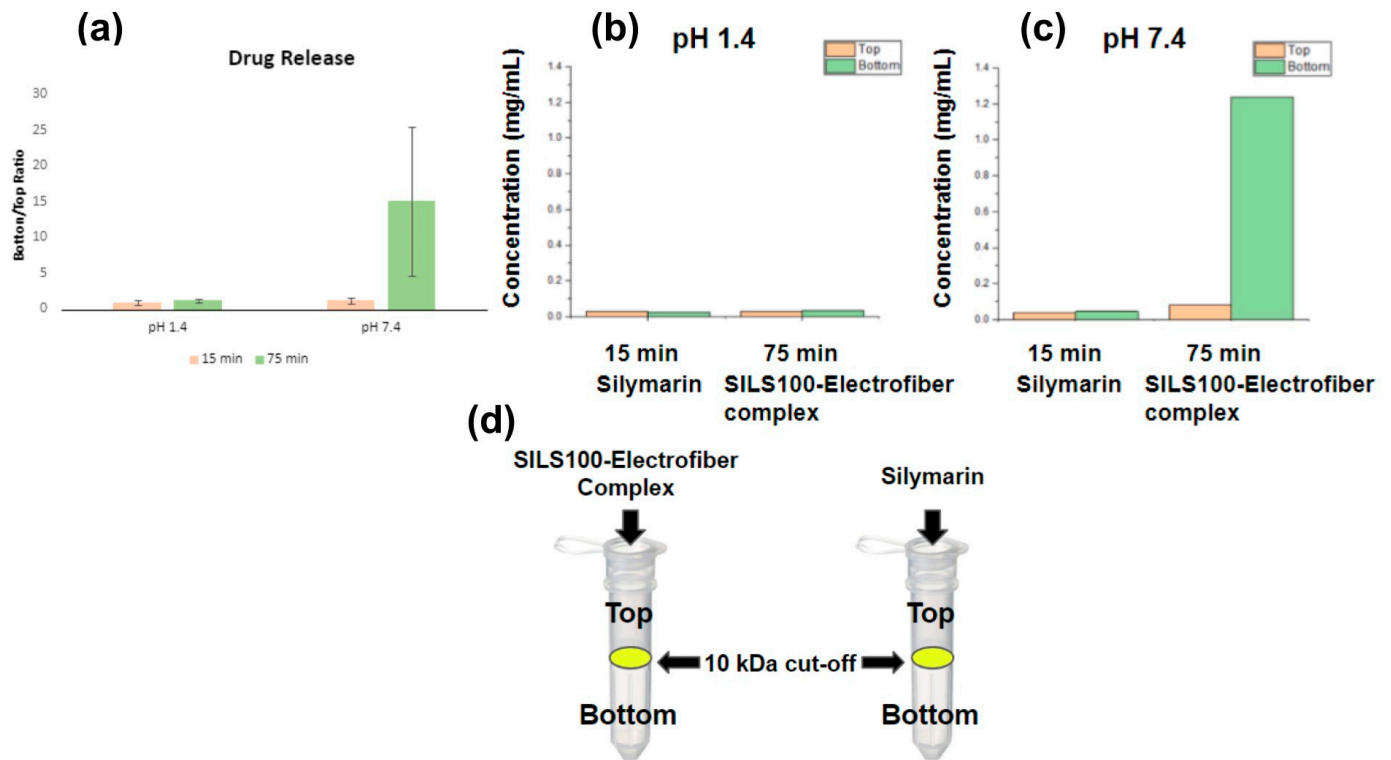 (a)
Drug Release
Botton/Top Ratio
30
25
20
15
10
5
0
pH 1.4
pH 7.4
15 min
75 min
(b)
pH 1.4
Top
Bottom
Concentration (mg/mL)
1.4
1.2
1.0
0.8
0.6
0.4
0.2
0.0
15 min
75 min
Silymarin
SILS100-Electrofiber
complex
(c)
pH 7.4
Top
Bottom
Concentration (mg/mL)
1.4
1.2
1.0
0.8
0.6
0.4
0.2
0.0
15 min
75 min
Silymarin
SILS100-Electrofiber
complex
(d)
SILS100-Electrofiber
Complex
Silymarin
Top
Top
10 kDa cut-off
Bottom
Bottom